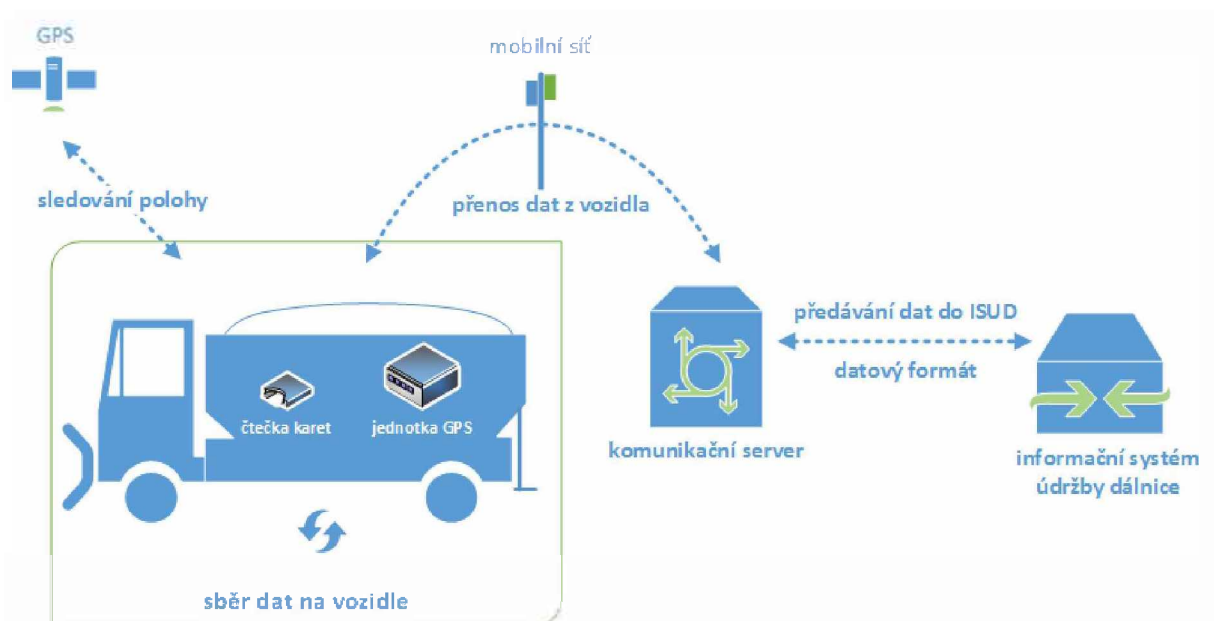 GPS
mobilní síť
sledování polohy
přenos dat z vozidla
předávání dat do ISUD
datový formát
čtečka karet
jednotka GPS
komunikační server
informační systém
údržby dálnice
sběr dat na vozidle